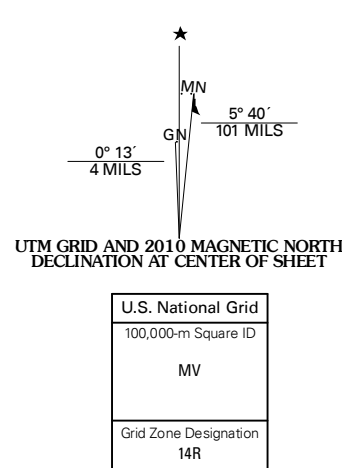 ★
MN
5° 40´
101 MILS
GN
0° 13´
4 MILS
UTM GRID AND 2010 MAGNETIC NORTH
DECLINATION AT CENTER OF SHEET
U.S. National Grid
100,000-m Square ID
MV
Grid Zone Designation
14R